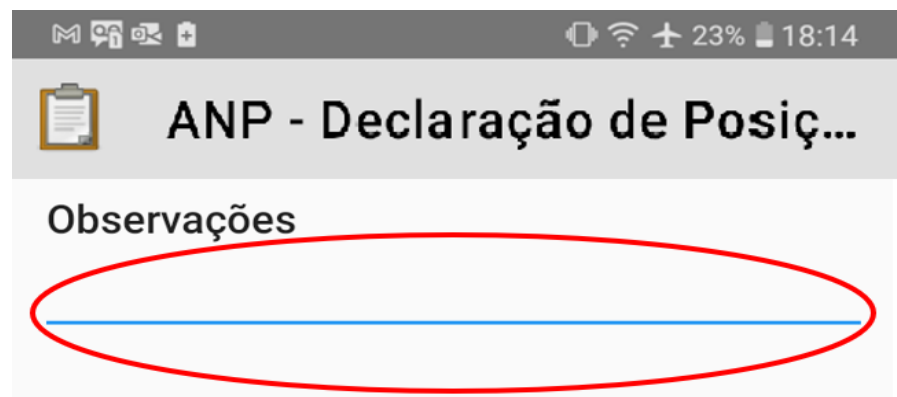 23% 18:14
ANP - Declaração de Posiç...
Observações